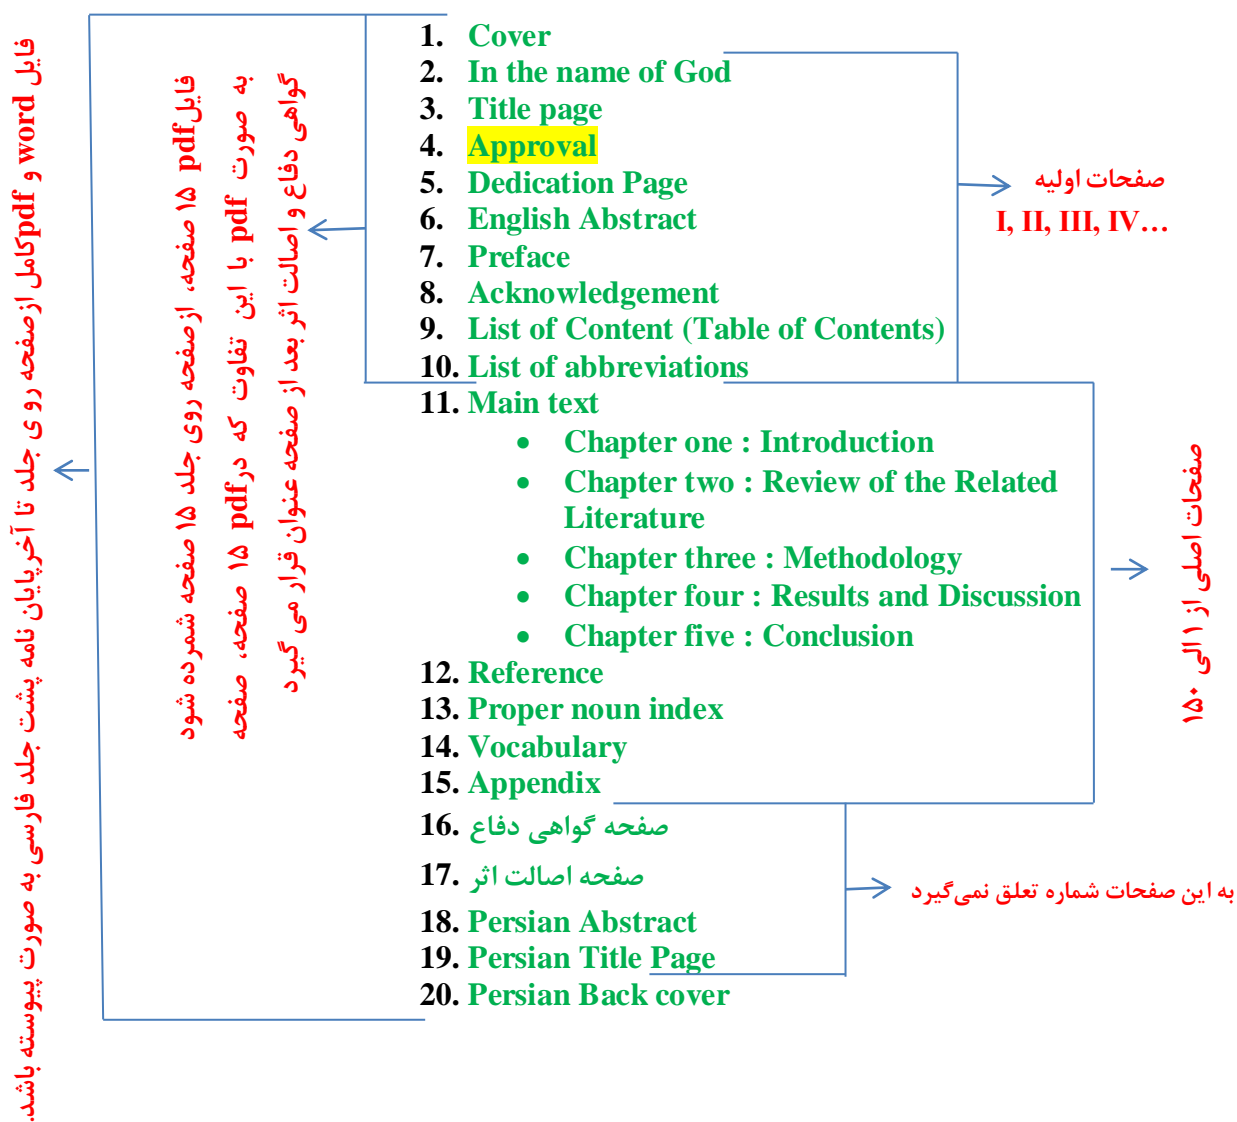 1. Cover
2. In the name of God
3. Title page
4. Approval
5. Dedication Page
6. English Abstract
7. Preface
8. Acknowledgement
9. List of Content (Table of Contents)
10. List of abbreviations
11. Main text
• Chapter one : Introduction
• Chapter two : Review of the Related
Literature
• Chapter three : Methodology
• Chapter four : Results and Discussion
• Chapter five : Conclusion
12. Reference
13. Proper noun index
14. Vocabulary
15. Appendix
16. صفحه گواهی دفاع
17. صفحه اصالت اثر
18. Persian Abstract
19. Persian Title Page
20. Persian Back cover
صفحات اولیه
I, II, III, IV…
صفحات اصلی از ۱ الی ۱۵۰
به این صفحات شماره تعلق نمی‌گیرد
فایل pdf ۱۵ صفحه، ازصفحه روی جلد ۱۵ صفحه شمرده شود
به صورت pdf با این تفاوت که در pdf ۱۵ صفحه، صفحه
گواهی دفاع و اصالت اثر بعد از صفحه عنوان قرار می گیرد
فایل word و pdf کامل ازصفحه رو ی جلد تا آخرپایان نامه پشت جلد فارسی به صورت پیوسته باشد.